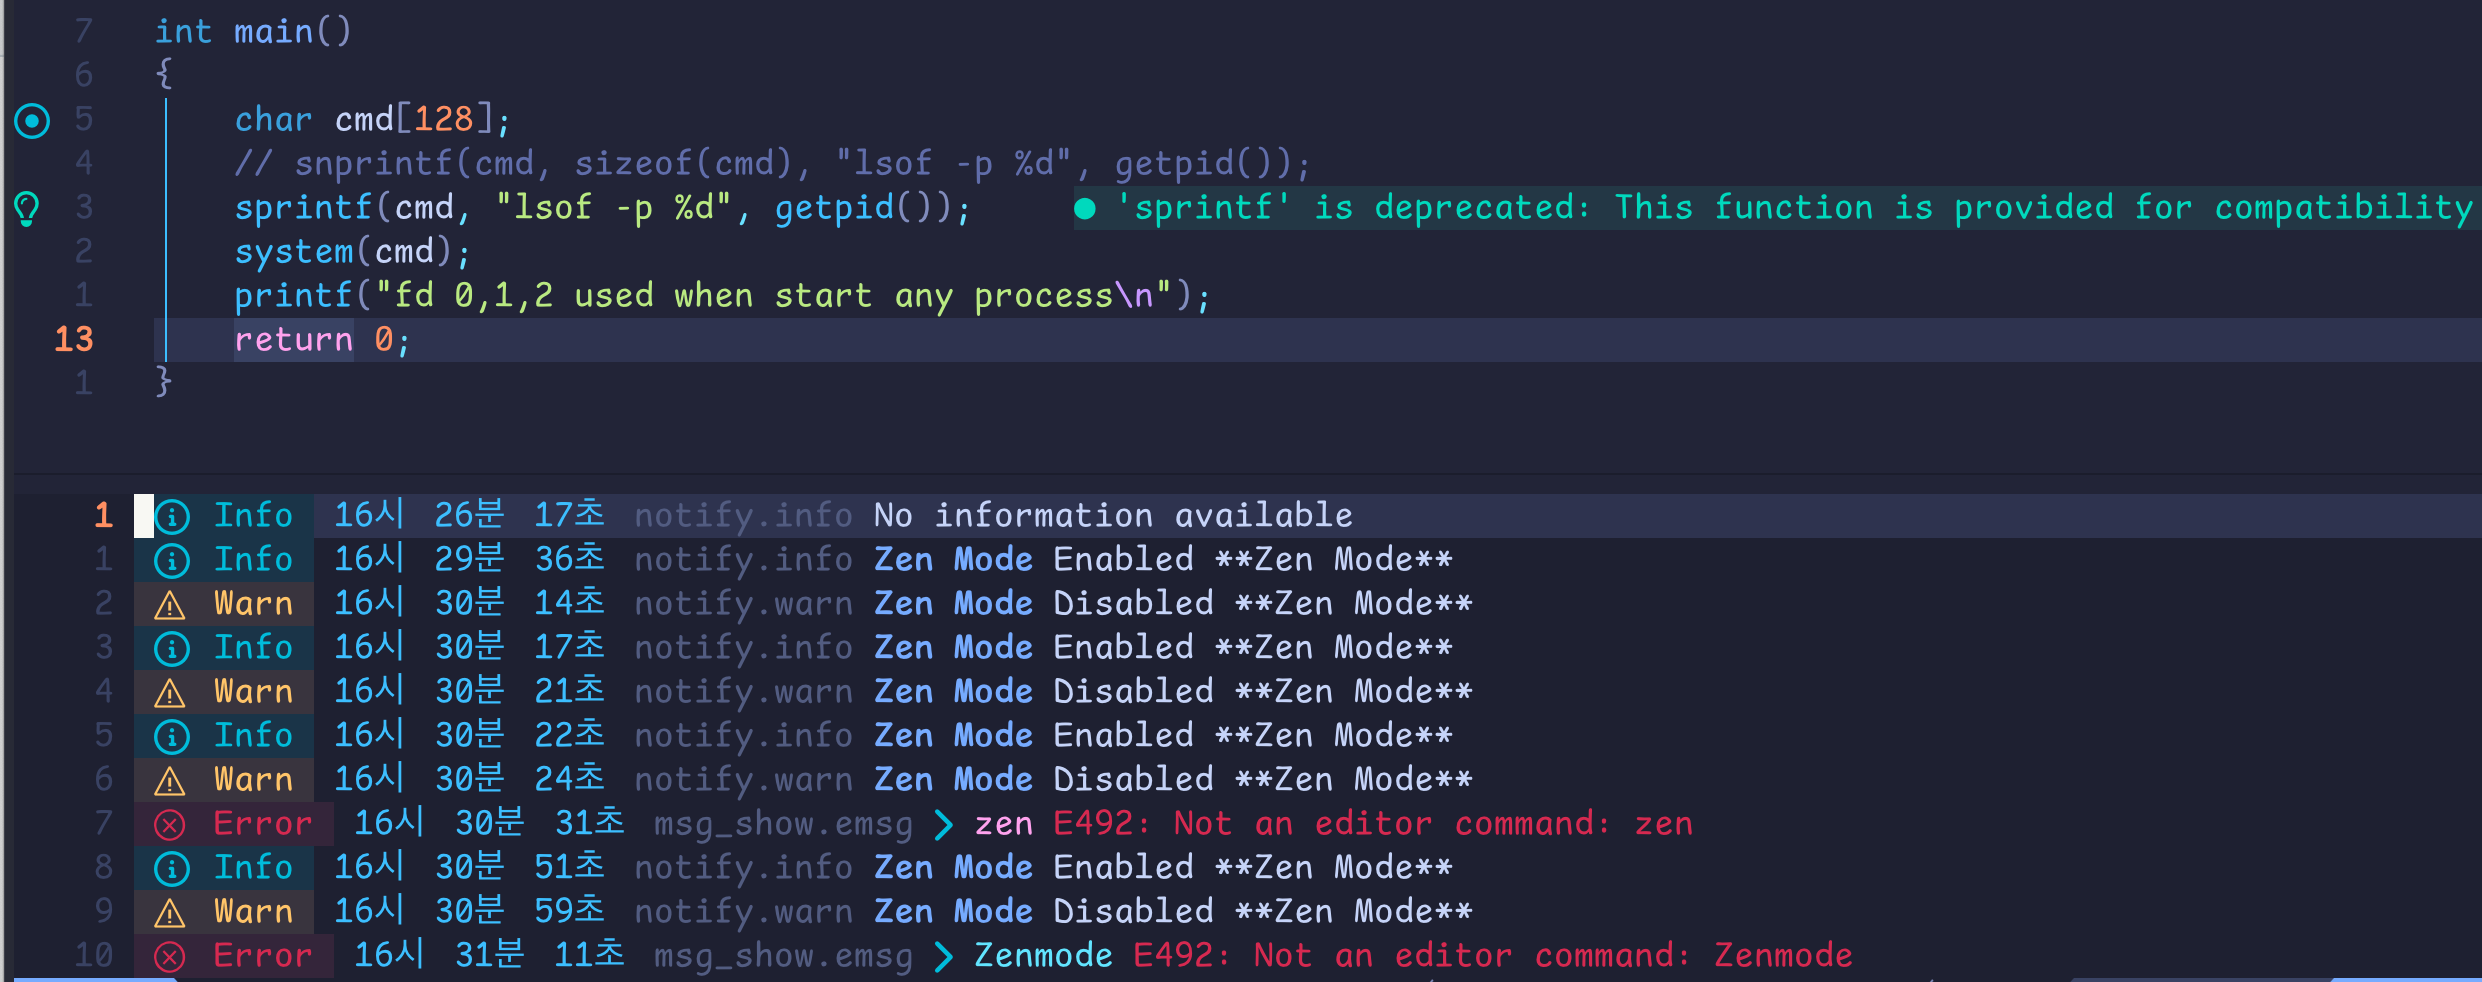 7 int main()
6 {
5 char cmd[128];
4 // snprintf(cmd, sizeof(cmd), "lsof -p %d", getpid());
3 sprintf(cmd, "lsof -p %d", getpid()); ● 'sprintf' is deprecated: This function is provided for compatibility
2 system(cmd);
1 printf("fd 0,1,2 used when start any process\n");
13 return 0;
1 }
1 Info 16시 26분 17초 notify.info No information available
1 Info 16시 29분 36초 notify.info Zen Mode Enabled **Zen Mode**
2 Warn 16시 30분 14초 notify.warn Zen Mode Disabled **Zen Mode**
3 Info 16시 30분 17초 notify.info Zen Mode Enabled **Zen Mode**
4 Warn 16시 30분 21초 notify.warn Zen Mode Disabled **Zen Mode**
5 Info 16시 30분 22초 notify.info Zen Mode Enabled **Zen Mode**
6 Warn 16시 30분 24초 notify.warn Zen Mode Disabled **Zen Mode**
7 Error 16시 30분 31초 msg_show.emsg > zen E492: Not an editor command: zen
8 Info 16시 30분 51초 notify.info Zen Mode Enabled **Zen Mode**
9 Warn 16시 30분 59초 notify.warn Zen Mode Disabled **Zen Mode**
10 Error 16시 31분 11초 msg_show.emsg > Zenmode E492: Not an editor command: Zenmode